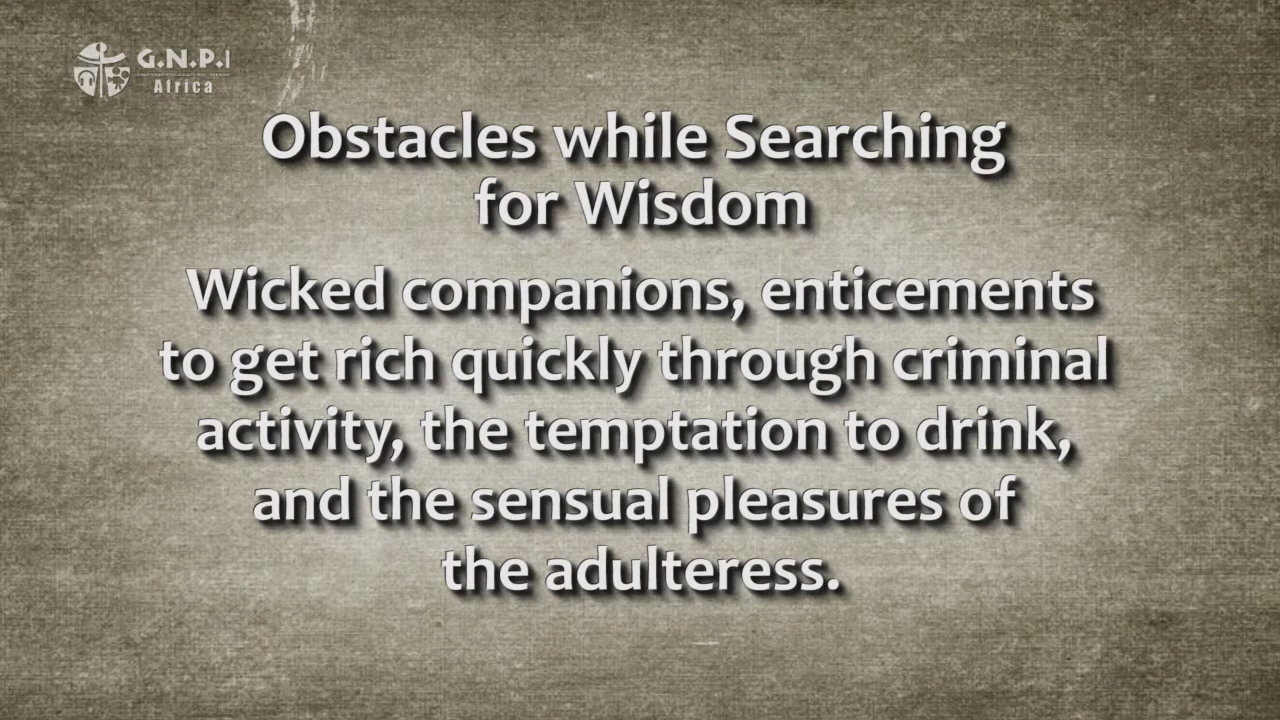 G.N.P.I
Africa
Obstacles while Searching
for Wisdom
Wicked companions, enticements
to get rich quickly through criminal
activity, the temptation to drink,
and the sensual pleasures of
the adulteress.